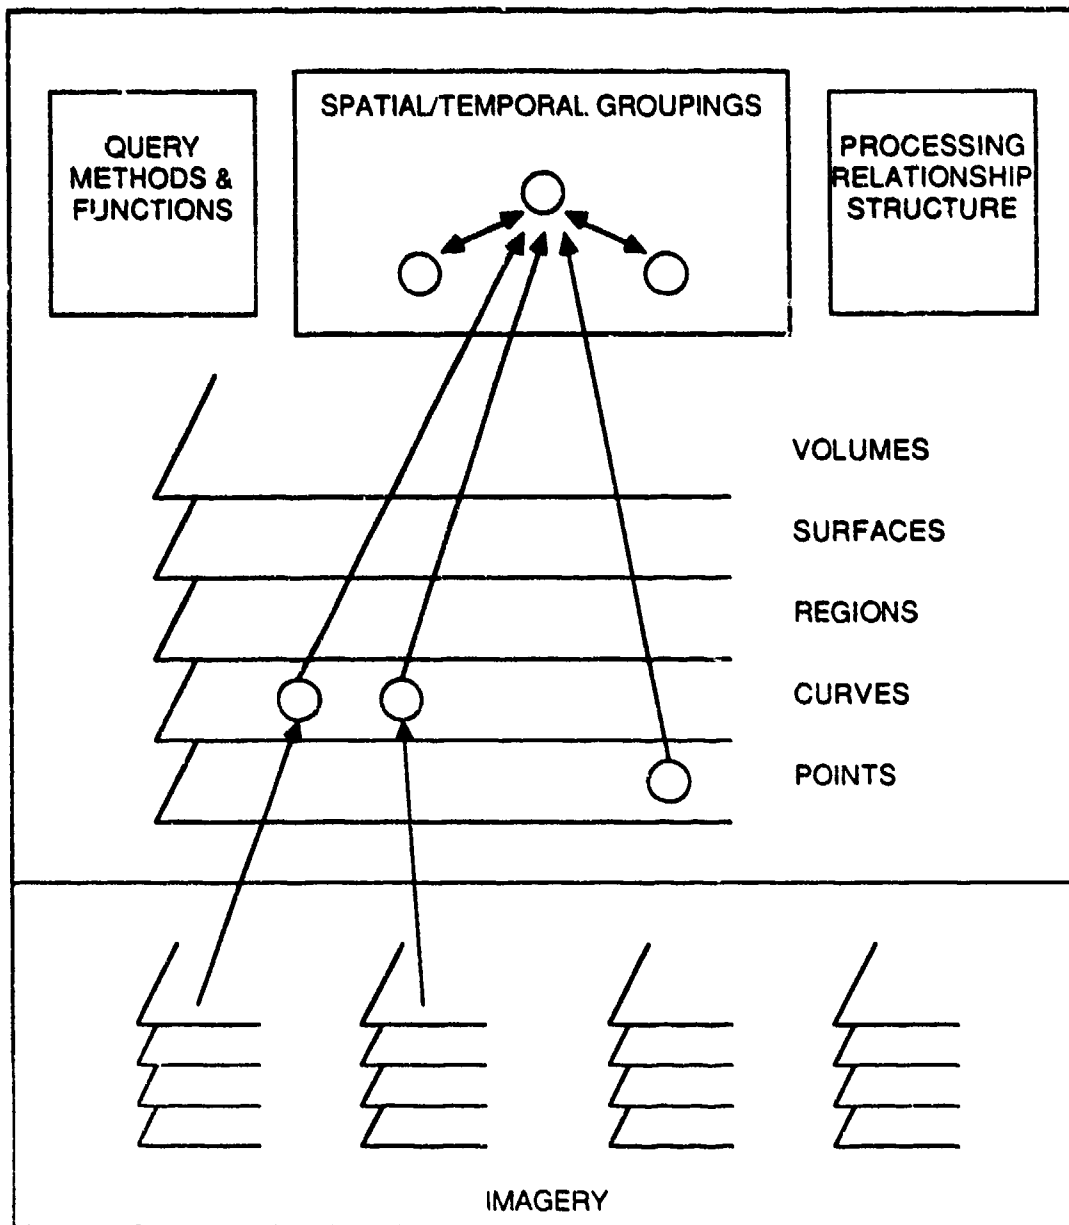 QUERY
METHODS &
FUNCTIONS
SPATIAL/TEMPORAL GROUPINGS
PROCESSING
RELATIONSHIP
STRUCTURE
VOLUMES
SURFACES
REGIONS
CURVES
POINTS
IMAGERY